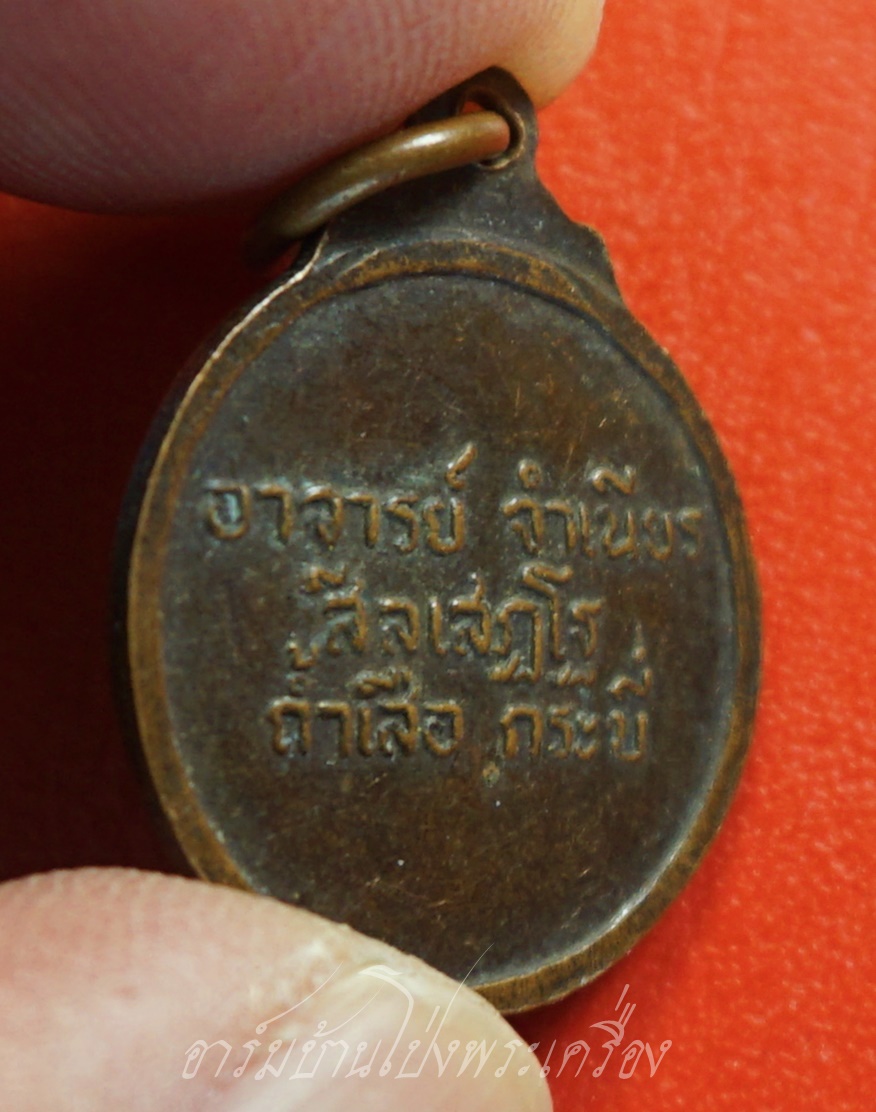 อาจารย์ จำเนียร
สีลเสฏฺโฐ
ถ้ำเสือ กระบี่
อาร์มบ้านโป่งพระเครื่อง